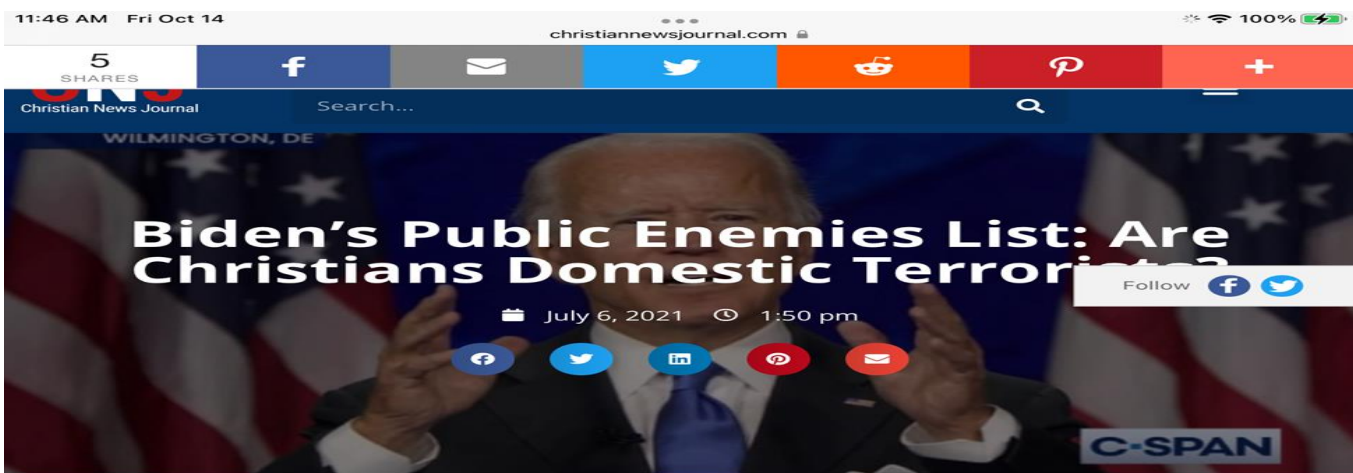 11:46 AM Fri Oct 14
100%
christiannewsjournal.com
5
SHARES
Christian News Journal
Search...
WILMINGTON, DE
Biden's Public Enemies List: Are
Christians Domestic
Follow
July 6, 2021 1:50 pm
C-SPAN